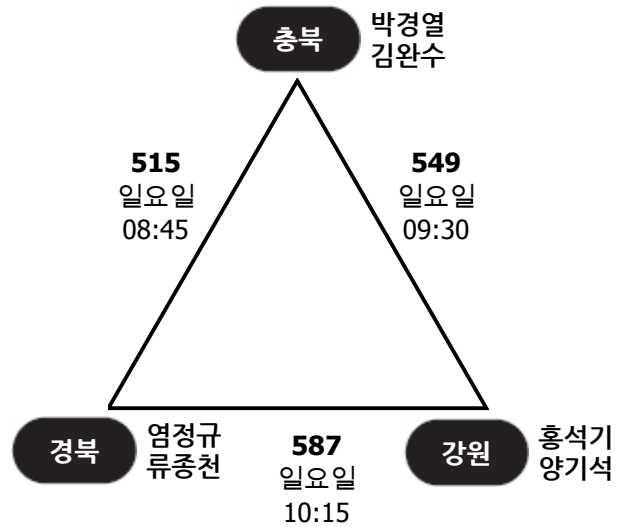 충북
박경열
김완수
515
일요일
08:45
549
일요일
09:30
경북
염정규
류종천
587
일요일
10:15
강원
홍석기
양기석